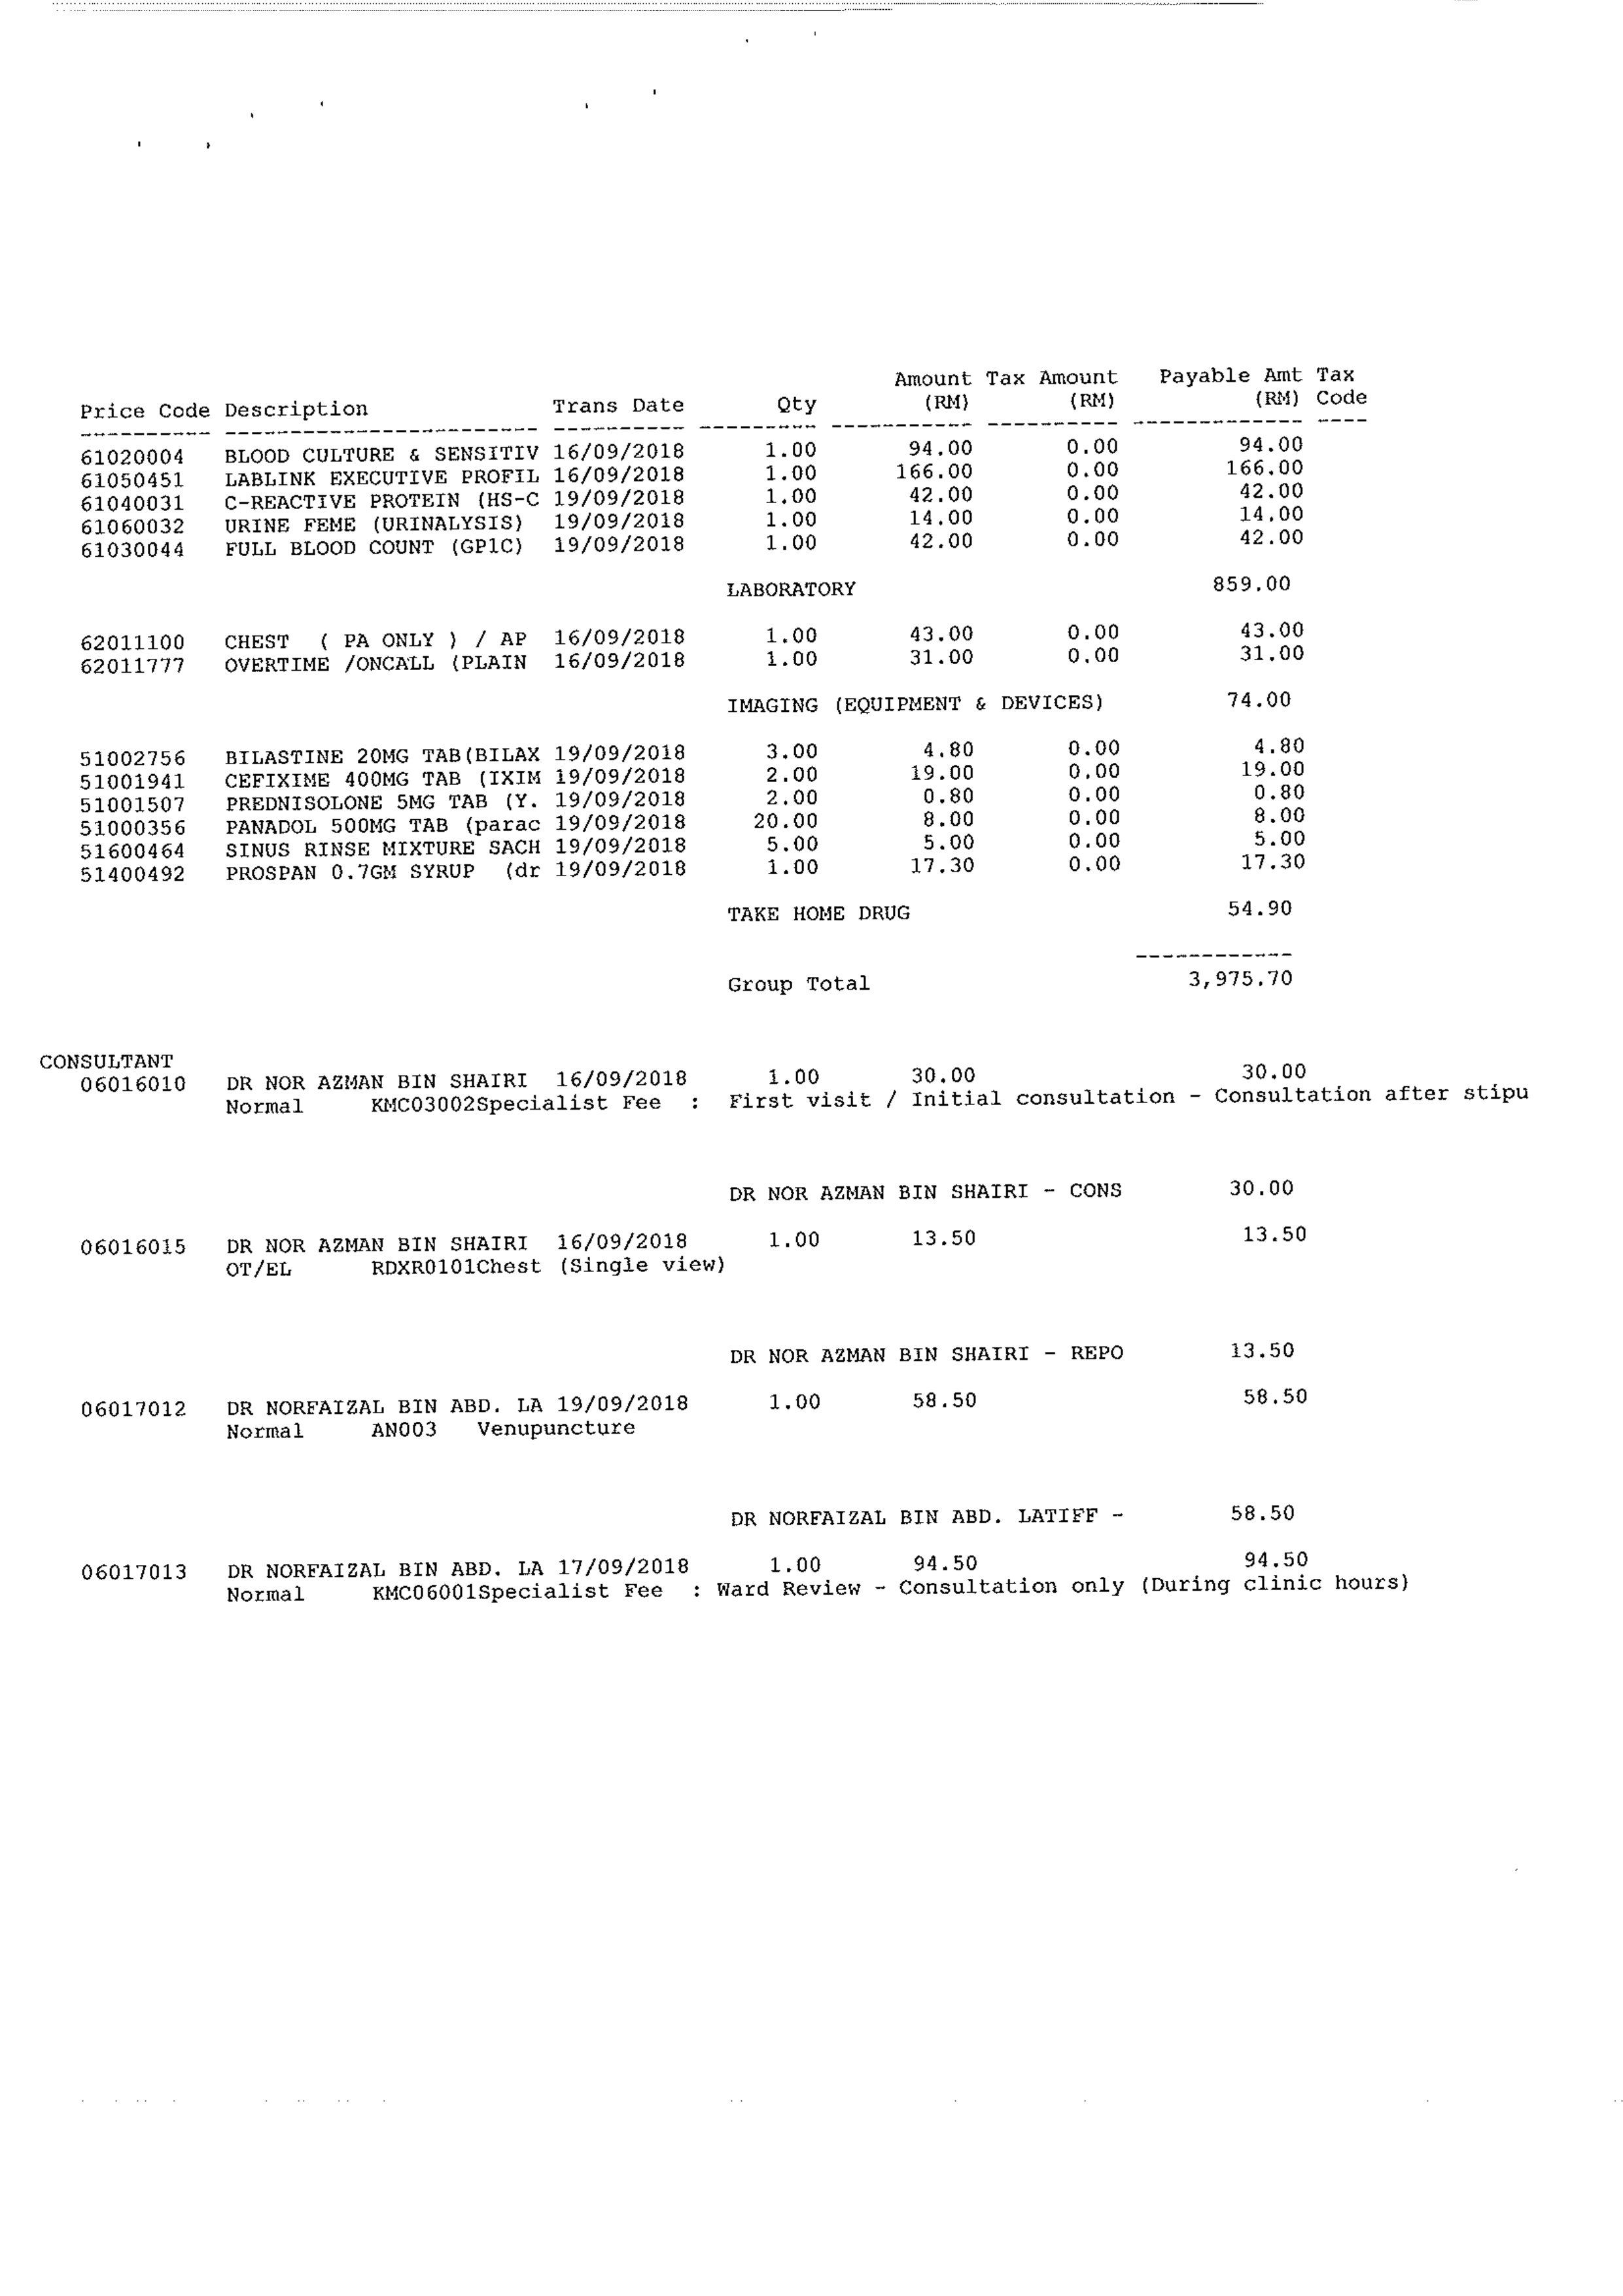 Amount Tax Amount Payable Amt Tax
Price Code Description Trans Date Qty (RM) (RM) (RM) Code
61020004 BLOOD CULTURE & SENSITIV 16/09/2018 1.00 94.00 0.00 94.00
61050451 LABLINK EXECUTIVE PROFIL 16/09/2018 1.00 166.00 0.00 166.00
61040031 C-REACTIVE PROTEIN (HS-C 19/09/2018 1.00 42.00 0.00 42.00
61060032 URINE FEME (URINALYSIS) 19/09/2018 1.00 14.00 0.00 14.00
61030044 FULL BLOOD COUNT (GP1C) 19/09/2018 1.00 42.00 0.00 42.00
LABORATORY 859.00
62011100 CHEST ( PA ONLY ) / AP 16/09/2018 1.00 43.00 0.00 43.00
62011777 OVERTIME /ONCALL (PLAIN 16/09/2018 1.00 31.00 0.00 31.00
IMAGING (EQUIPMENT & DEVICES) 74.00
51002756 BILASTINE 20MG TAB(BILAX 19/09/2018 3.00 4.80 0.00 4.80
51001941 CEFIXIME 400MG TAB (IXIM 19/09/2018 2.00 19.00 0.00 19.00
51001507 PREDNISOLONE 5MG TAB (Y. 19/09/2018 2.00 0.80 0.00 0.80
51000356 PANADOL 500MG TAB (parac 19/09/2018 20.00 8.00 0.00 8.00
51600464 SINUS RINSE MIXTURE SACH 19/09/2018 5.00 5.00 0.00 5.00
51400492 PROSPAN 0.7GM SYRUP (dr 19/09/2018 1.00 17.30 0.00 17.30
TAKE HOME DRUG 54.90
Group Total 3,975.70
CONSULTANT
06016010 DR NOR AZMAN BIN SHAIRI 16/09/2018 1.00 30.00 30.00
Normal KMC03002Specialist Fee : First visit / Initial consultation - Consultation after stipu
DR NOR AZMAN BIN SHAIRI - CONS 30.00
06016015 DR NOR AZMAN BIN SHAIRI 16/09/2018 1.00 13.50 13.50
OT/EL RDXR0101Chest (Single view)
DR NOR AZMAN BIN SHAIRI - REPO 13.50
06017012 DR NORFAIZAL BIN ABD. LA 19/09/2018 1.00 58.50 58.50
Normal AN003 Venupuncture
DR NORFAIZAL BIN ABD. LATIFF - 58.50
06017013 DR NORFAIZAL BIN ABD. LA 17/09/2018 1.00 94.50 94.50
Normal KMC06001Specialist Fee : Ward Review - Consultation only (During clinic hours)